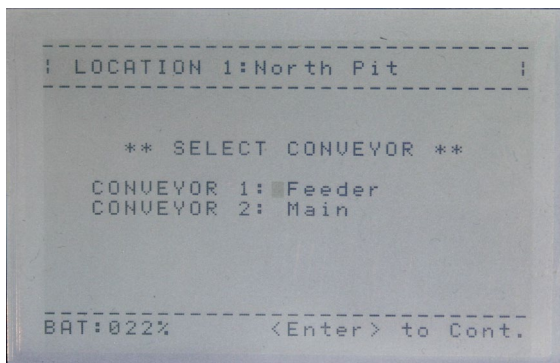 LOCATION 1:North Pit
** SELECT CONVEYOR **
CONVEYOR 1: Feeder
CONVEYOR 2: Main
BAT:022% <Enter> to Cont.